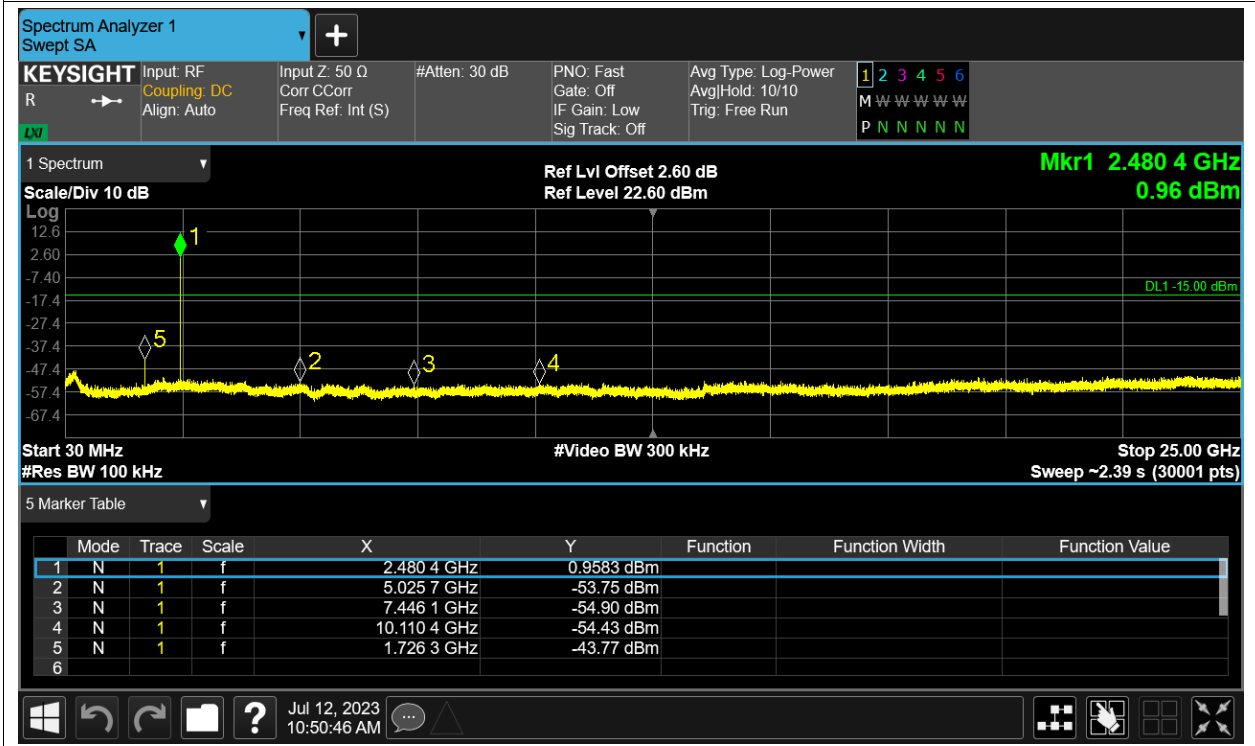 Spectrum Analyzer 1
Swept SA
+
KEYSIGHT Input: RF Input Z: 50 Ω #Atten: 30 dB PNO: Fast Avg Type: Log-Power 1 2 3 4 5 6
R Coupling: DC Corr CCorr Gate: Off Avg|Hold: 10/10 M W W W W W W
Align: Auto Freq Ref: Int (S) IF Gain: Low Trig: Free Run
LXI Sig Track: Off P N N N N N N
1 Spectrum Ref Lvl Offset 2.60 dB Mkr1 2.480 4 GHz
Scale/Div 10 dB Ref Level 22.60 dBm 0.96 dBm
Log
12.6 1
2.60
-7.40
DL1 -15.00 dBm
-17.4
-27.4
5
-37.4
2 3 4
-47.4
-57.4
-67.4
Start 30 MHz #Video BW 300 kHz Stop 25.00 GHz
#Res BW 100 kHz Sweep ~2.39 s (30001 pts)
5 Marker Table
Mode Trace Scale X Y Function Function Width Function Value
1 N 1 f 2.480 4 GHz 0.9583 dBm
2 N 1 f 5.025 7 GHz -53.75 dBm
3 N 1 f 7.446 1 GHz -54.90 dBm
4 N 1 f 10.110 4 GHz -54.43 dBm
5 N 1 f 1.726 3 GHz -43.77 dBm
6
? Jul 12, 2023
10:50:46 AM